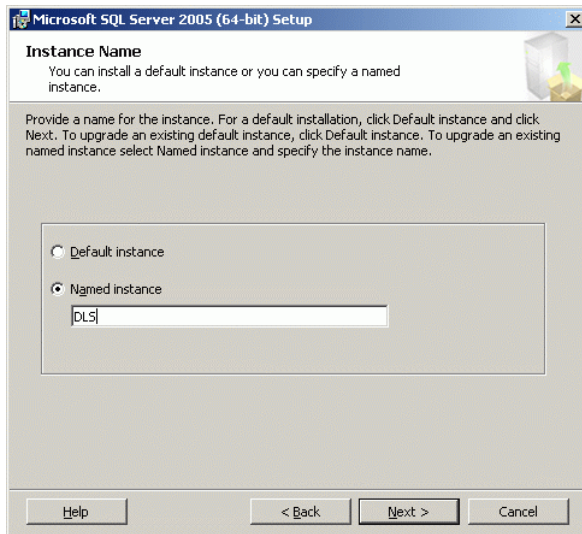 Microsoft SQL Server 2005 (64-bit) Setup
Instance Name
You can install a default instance or you can specify a named
instance.
Provide a name for the instance. For a default installation, click Default instance and click
Next. To upgrade an existing default instance, click Default instance. To upgrade an existing
named instance select Named instance and specify the instance name.
Default instance
Named instance
DLS
Help
< Back
Next >
Cancel